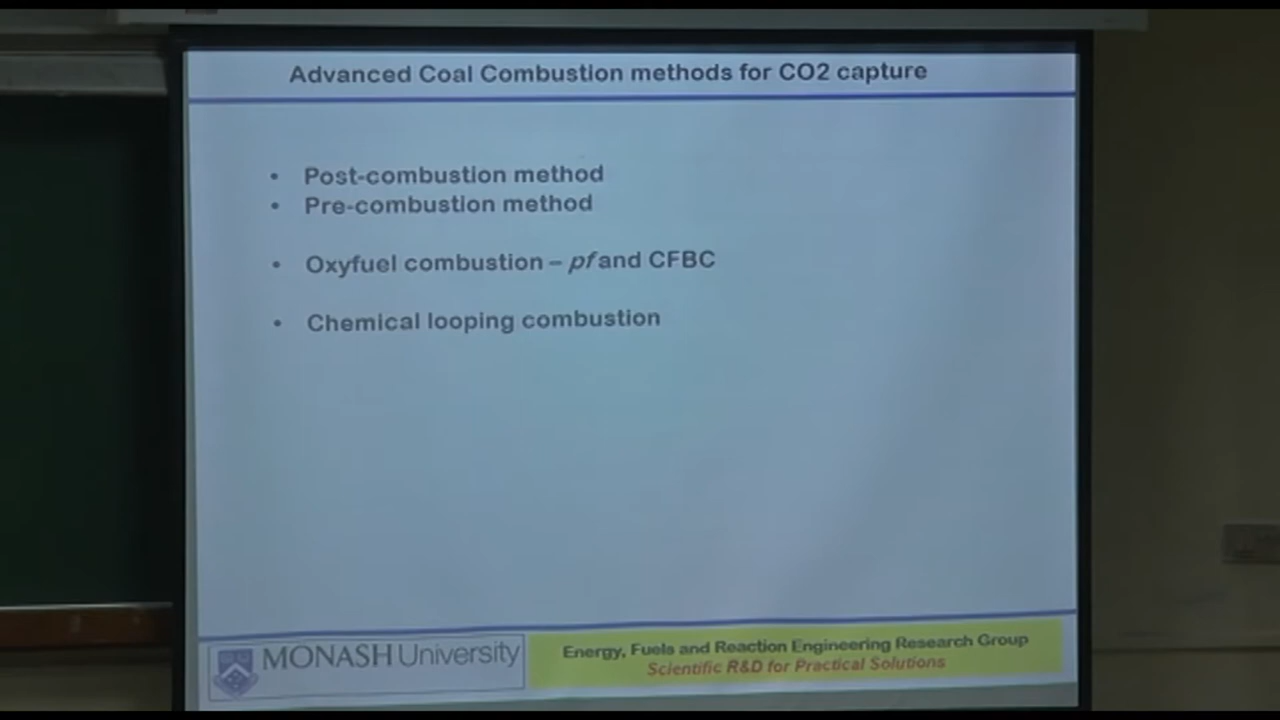 Advanced Coal Combustion methods for CO2 capture
• Post-combustion method
• Pre-combustion method
• Oxyfuel combustion – pf and CFBC
• Chemical looping combustion
MONASH University
Energy, Fuels and Reaction Engineering Research Group
Scientific R&D for Practical Solutions